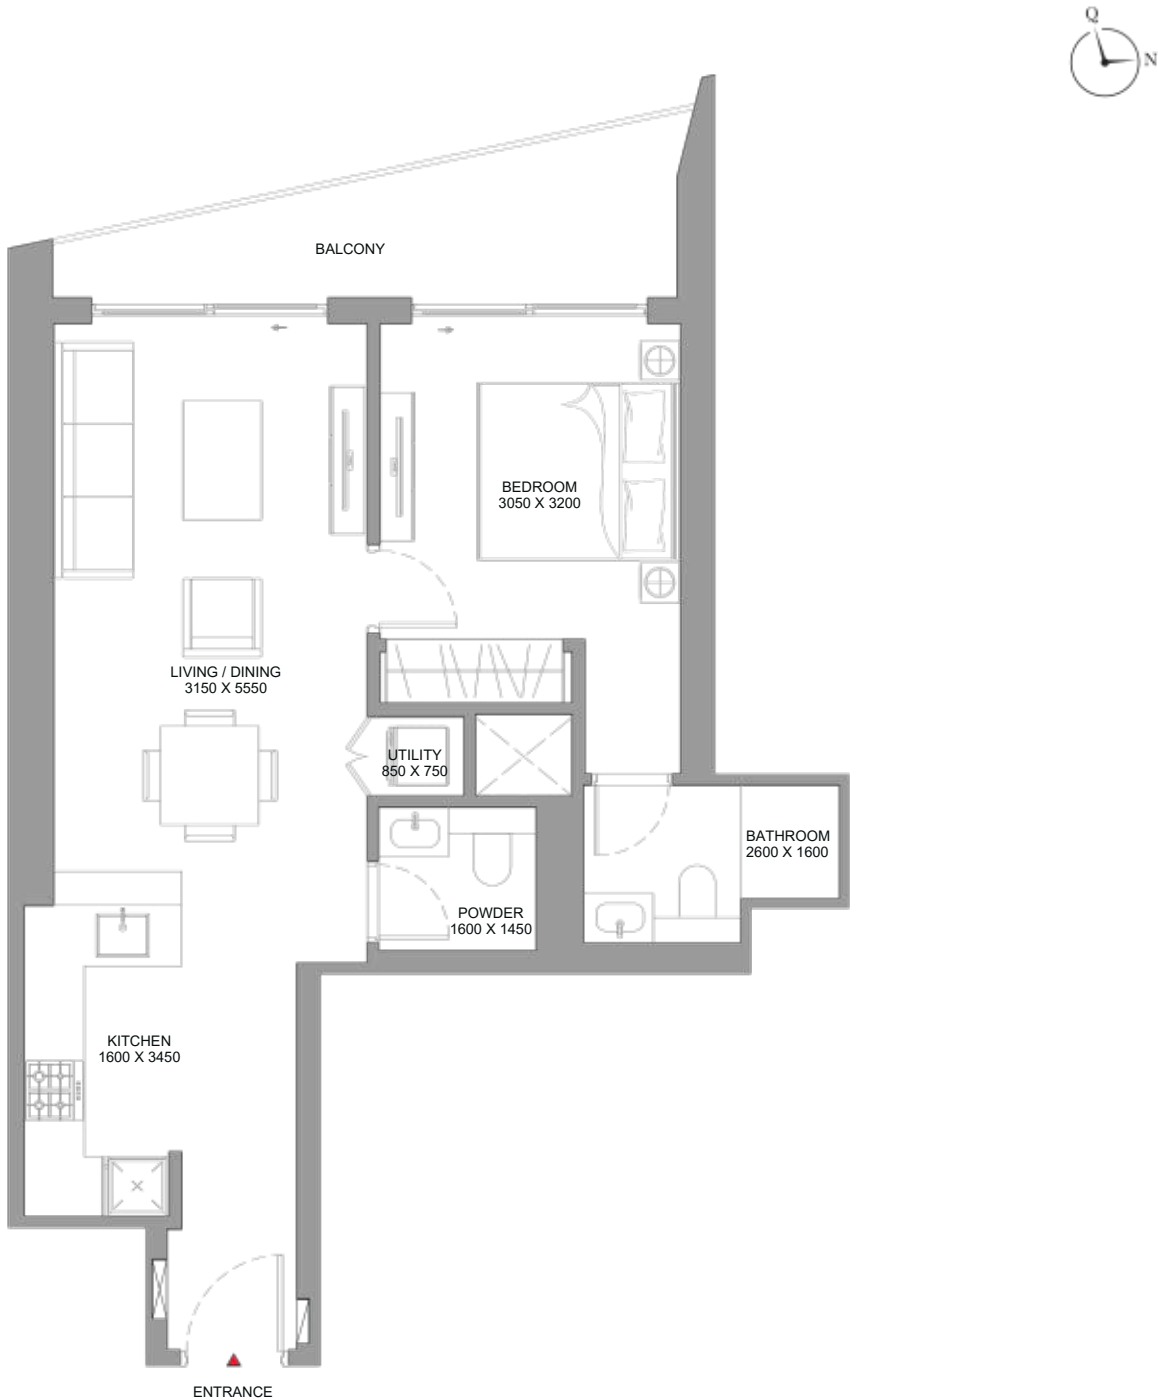 Q
N
BALCONY
BEDROOM
3050 X 3200
LIVING / DINING
3150 X 5550
UTILITY
850 X 750
BATHROOM
2600 X 1600
POWDER
1600 X 1450
KITCHEN
1600 X 3450
ENTRANCE